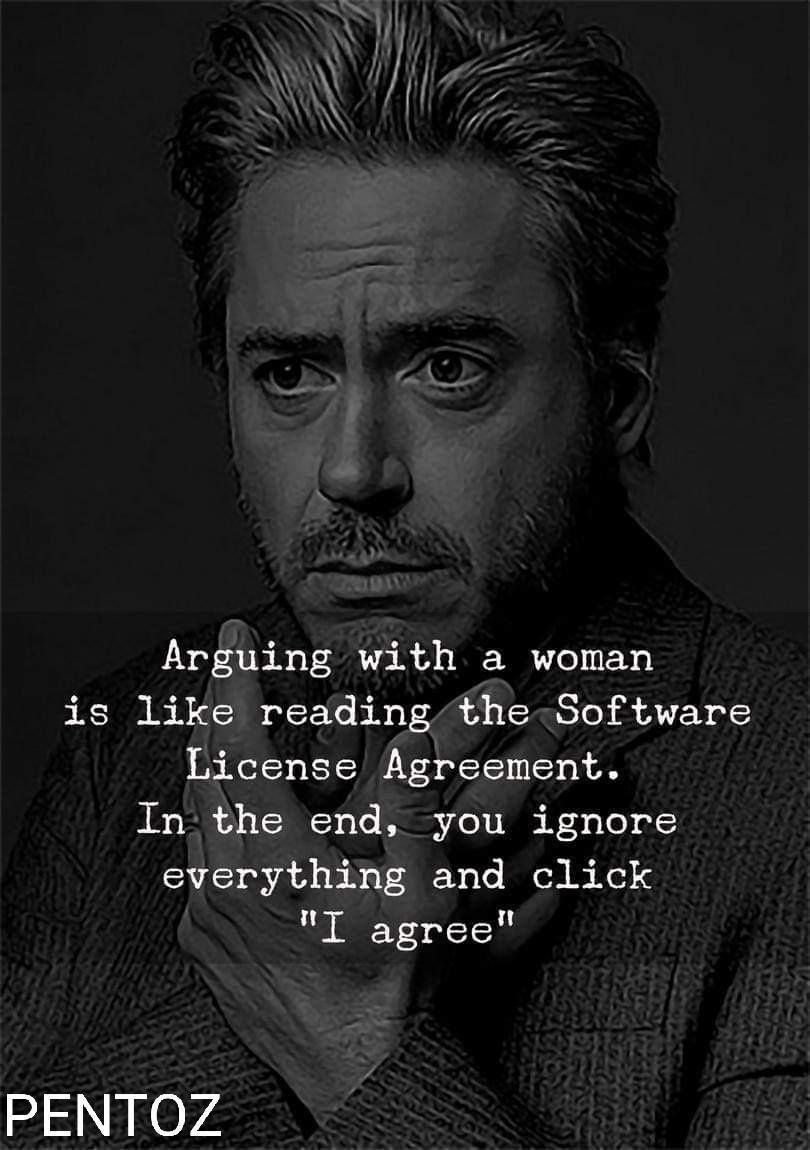 Arguing with a woman
is like reading the Software
License Agreement.
In the end, you ignore
everything and click
"I agree"
PENTOZ